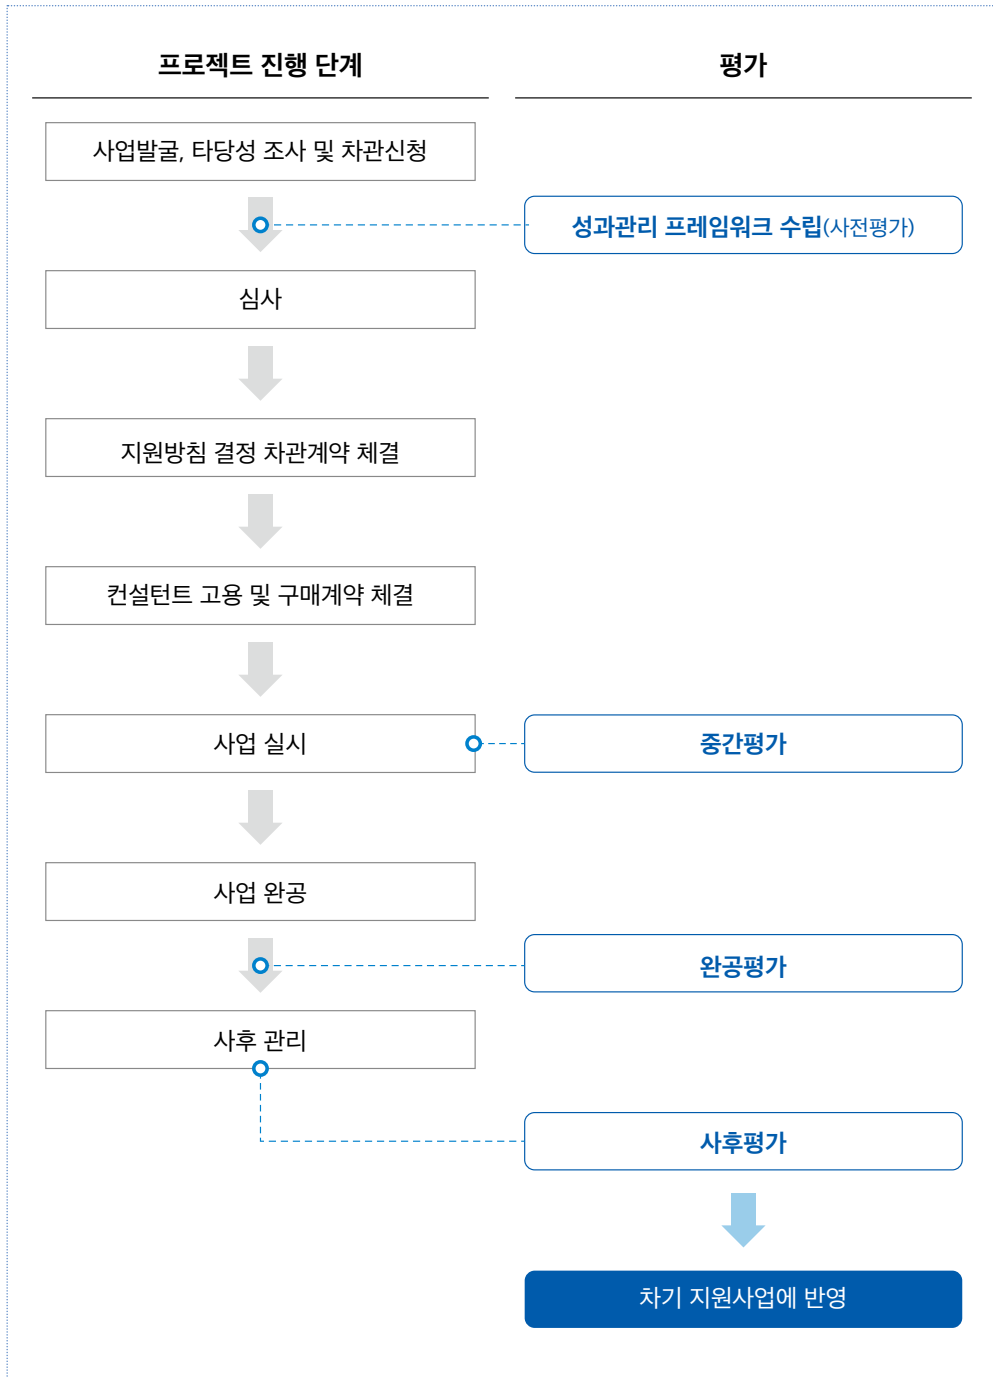 프로젝트 진행 단계
평가
사업발굴, 타당성 조사 및 차관신청
성과관리 프레임워크 수립(사전평가)
심사
지원방침 결정 차관계약 체결
컨설턴트 고용 및 구매계약 체결
사업 실시
중간평가
사업 완공
완공평가
사후 관리
사후평가
차기 지원사업에 반영